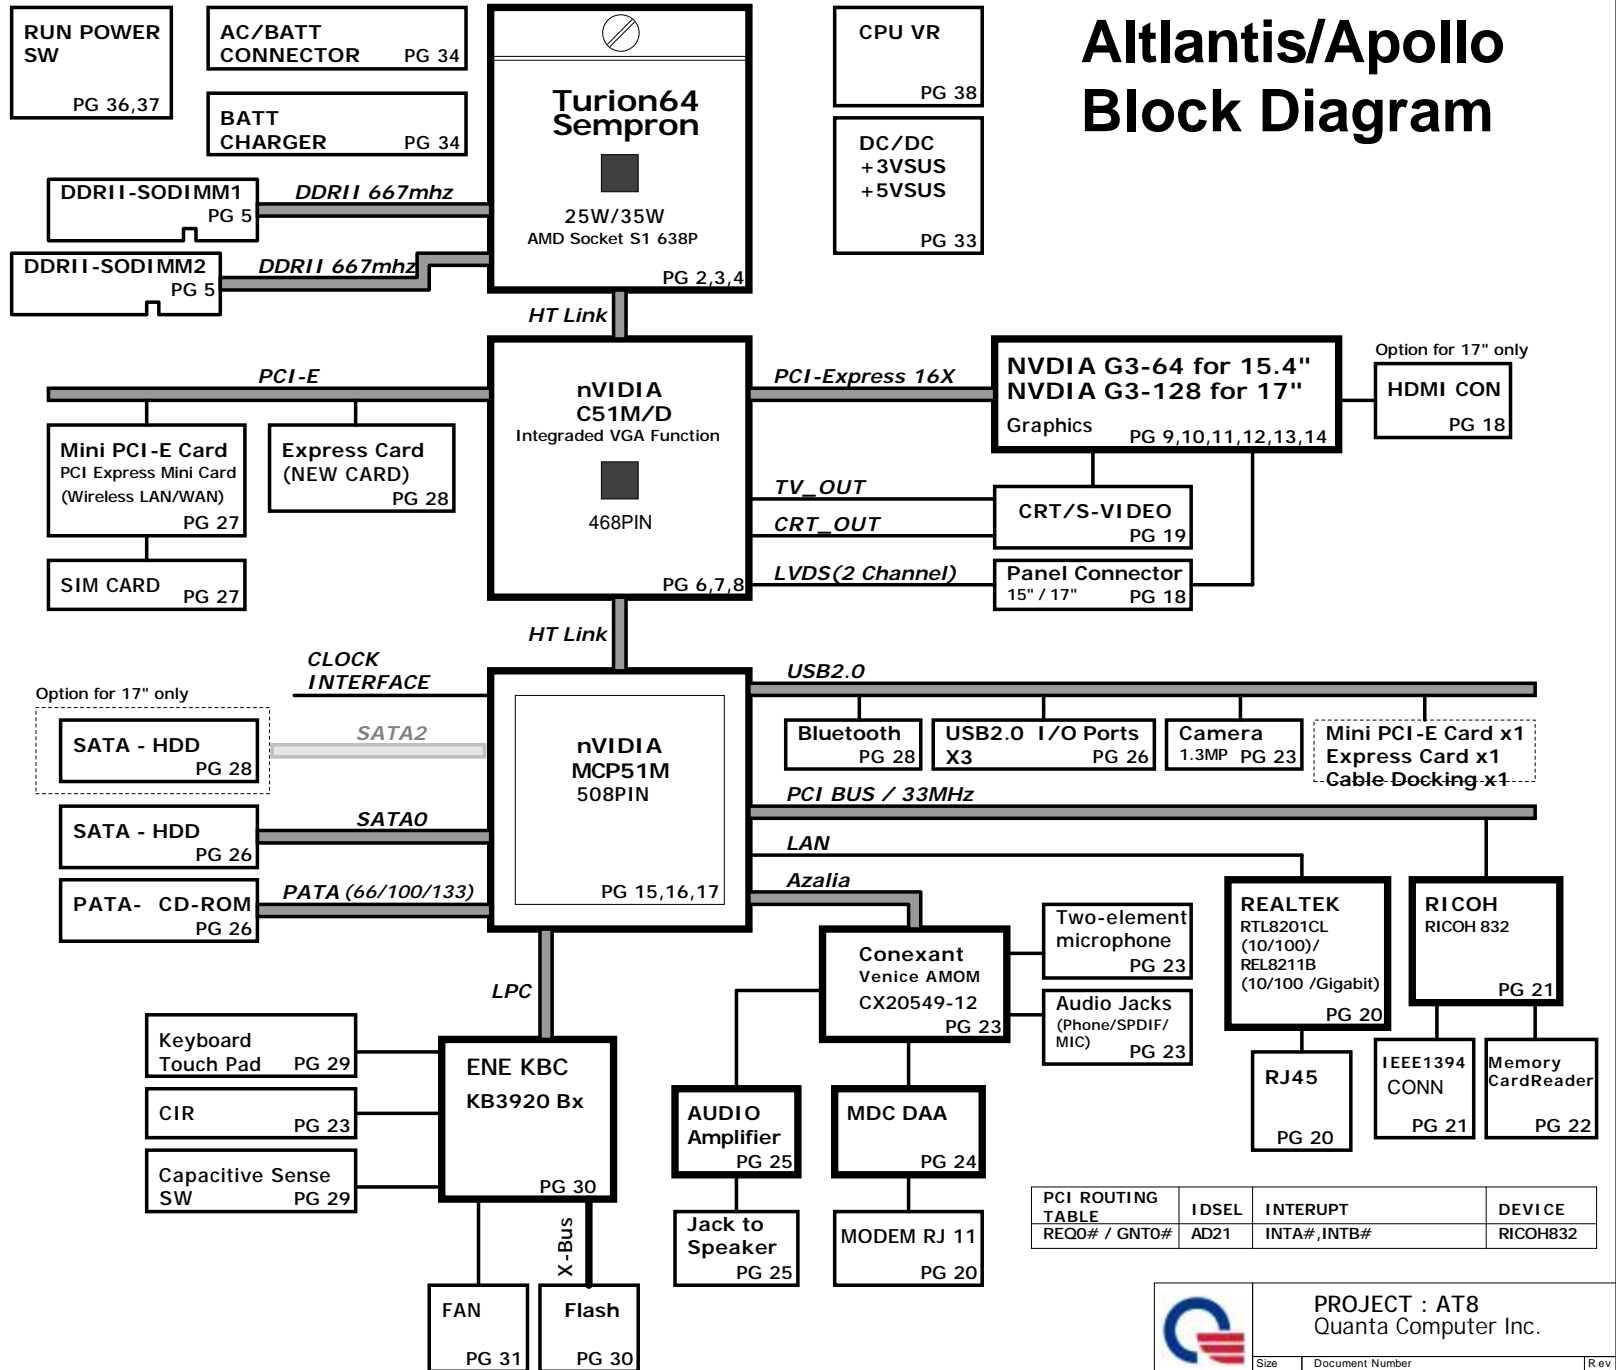 Altlantis/Apollo
Block Diagram
RUN POWER
SW
PG 36,37
AC/BATT
CONNECTOR PG 34
BATT
CHARGER PG 34
Turion64
Sempron
25W/35W
AMD Socket S1 638P
PG 2,3,4
CPU VR
PG 38
DC/DC
+3VSUS
+5VSUS
PG 33
DDRII-SODIMM1
PG 5
DDRII 667mhz
DDRII-SODIMM2
PG 5
DDRII 667mhz
HT Link
PCI-E
nVIDIA
C51M/D
Integraded VGA Function
468PIN
PG 6,7,8
PCI-Express 16X
NVDIA G3-64 for 15.4"
NVDIA G3-128 for 17"
Graphics PG 9,10,11,12,13,14
Option for 17" only
HDMI CON
PG 18
Mini PCI-E Card
PCI Express Mini Card
(Wireless LAN/WAN)
PG 27
Express Card
(NEW CARD)
PG 28
SIM CARD PG 27
TV_OUT
CRT_OUT
CRT/S-VIDEO
PG 19
LVDS(2 Channel)
Panel Connector
15" / 17" PG 18
HT Link
CLOCK
INTERFACE
Option for 17" only
SATA - HDD
PG 28
SATA2
SATA - HDD
PG 26
SATA0
PATA- CD-ROM
PG 26
PATA (66/100/133)
nVIDIA
MCP51M
508PIN
PG 15,16,17
USB2.0
Bluetooth
PG 28
USB2.0 I/O Ports
X3 PG 26
Camera
1.3MP PG 23
Mini PCI-E Card x1
Express Card x1
Cable Docking x1
PCI BUS / 33MHz
LAN
Azalia
Conexant
Venice AMOM
CX20549-12
PG 23
Two-element
microphone
PG 23
Audio Jacks
(Phone/SPDIF/
MIC) PG 23
REALTEK
RTL8201CL
(10/100)/
REL8211B
(10/100 /Gigabit)
PG 20
RICOH
RICOH 832
PG 21
RJ45
PG 20
IEEE1394
CONN
PG 21
Memory
CardReader
PG 22
LPC
Keyboard
Touch Pad PG 29
CIR
PG 23
Capacitive Sense
SW PG 29
ENE KBC
KB3920 Bx
PG 30
AUDIO
Amplifier
PG 25
MDC DAA
PG 24
Jack to
Speaker
PG 25
MODEM RJ 11
PG 20
X-Bus
FAN
PG 31
Flash
PG 30
PCI ROUTING
TABLE IDSEL INTERUPT DEVICE
REQ0# / GNT0# AD21 INTA#,INTB# RICOH832
PROJECT : AT8
Quanta Computer Inc.
Size Document Number Rev